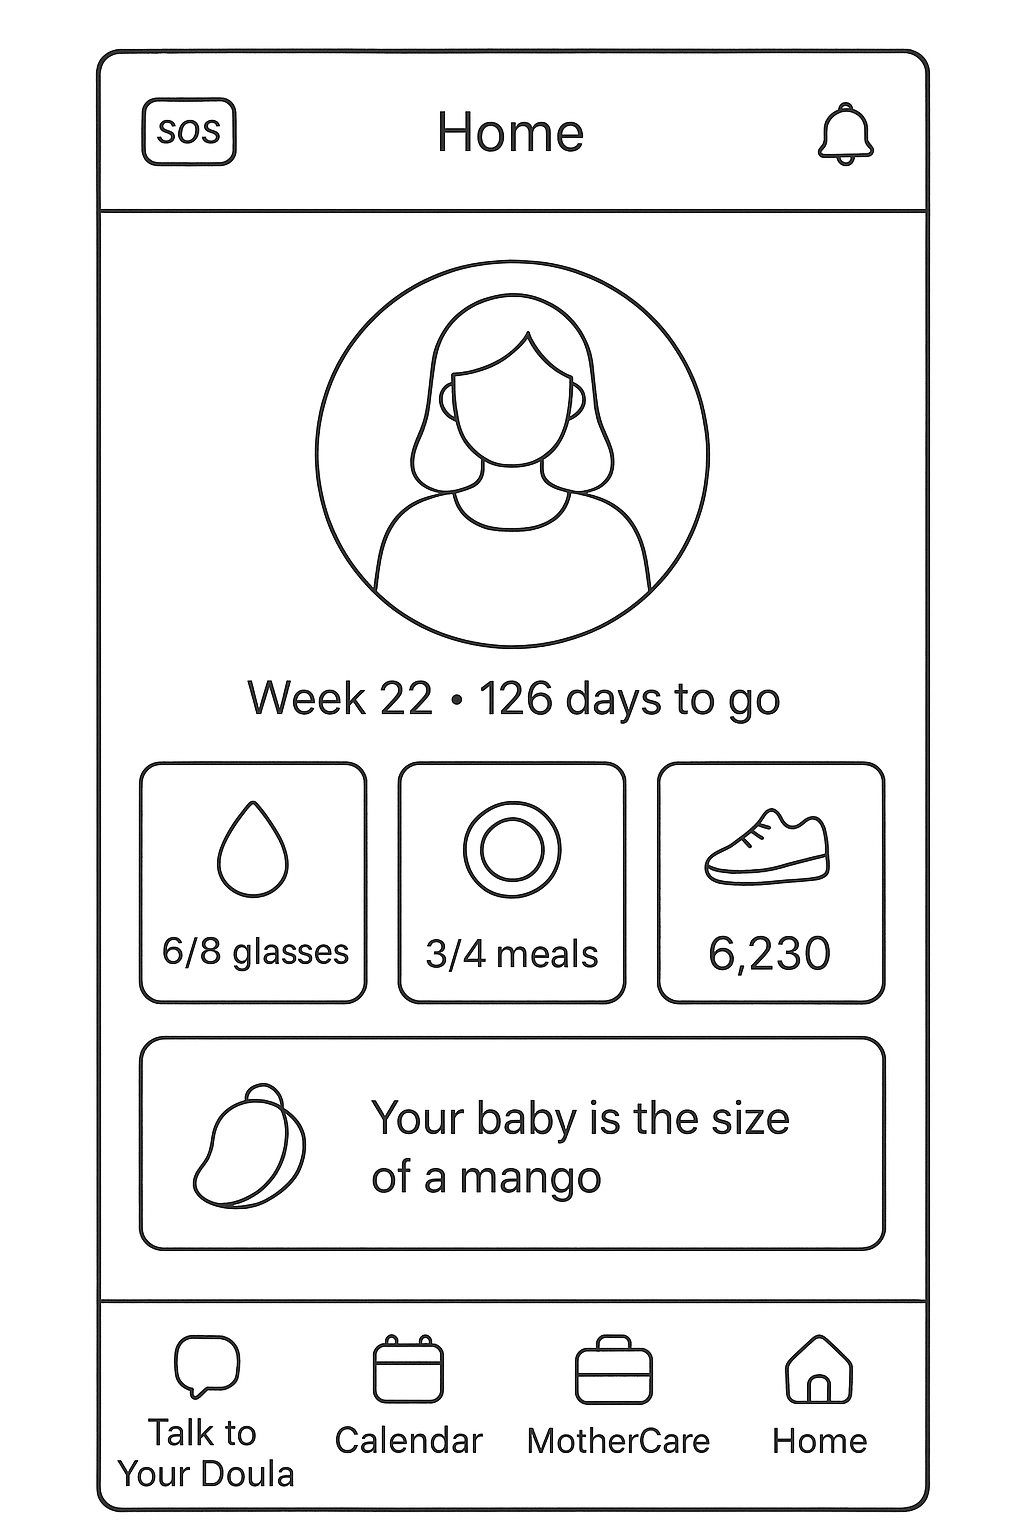 SOS
Home
Week 22 • 126 days to go
6/8 glasses
3/4 meals
6,230
Your baby is the size
of a mango
Talk to
Your Doula
Calendar
MotherCare
Home